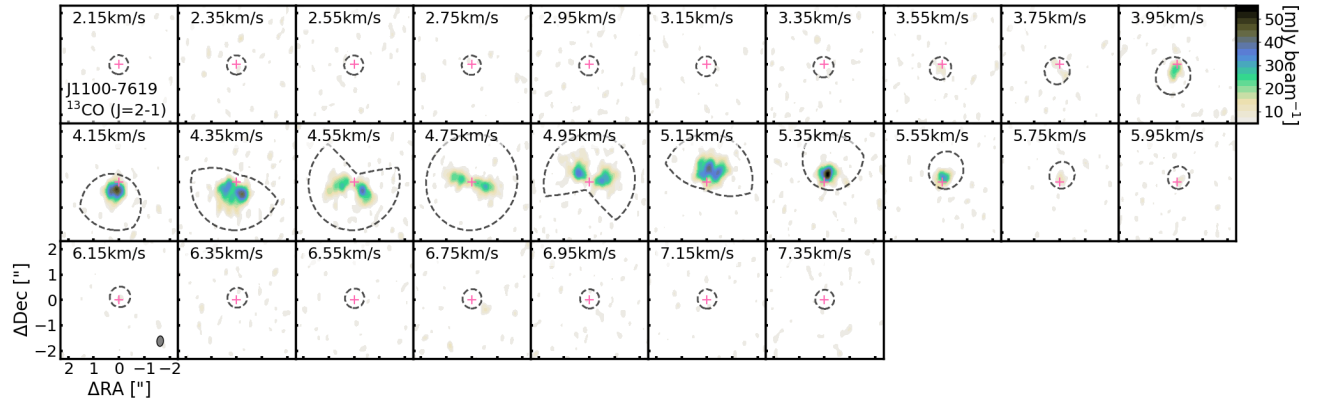 2.15km/s 2.35km/s 2.55km/s 2.75km/s 2.95km/s 3.15km/s 3.35km/s 3.55km/s 3.75km/s 3.95km/s
J1100-7619
¹³CO (J=2-1)
50
40
30
20
10
[mJy beam⁻¹]
4.15km/s 4.35km/s 4.55km/s 4.75km/s 4.95km/s 5.15km/s 5.35km/s 5.55km/s 5.75km/s 5.95km/s
6.15km/s 6.35km/s 6.55km/s 6.75km/s 6.95km/s 7.15km/s 7.35km/s
2
1
0
−1
−2
ΔDec ["]
2 1 0 −1 −2
ΔRA ["]